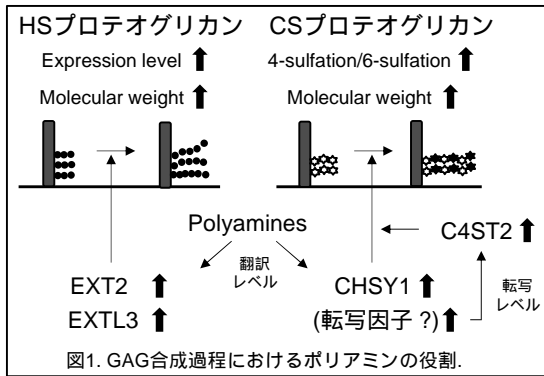 HSプロテオグリカン
Expression level ⬆
Molecular weight ⬆
CSプロテオグリカン
4-sulfation/6-sulfation ⬆
Molecular weight ⬆
Polyamines
翻訳
レベル
EXT2 ⬆
EXTL3 ⬆
CHSY1 ⬆
(転写因子 ?) ⬆
C4ST2 ⬆
転写
レベル
図1. GAG合成過程におけるポリアミンの役割.